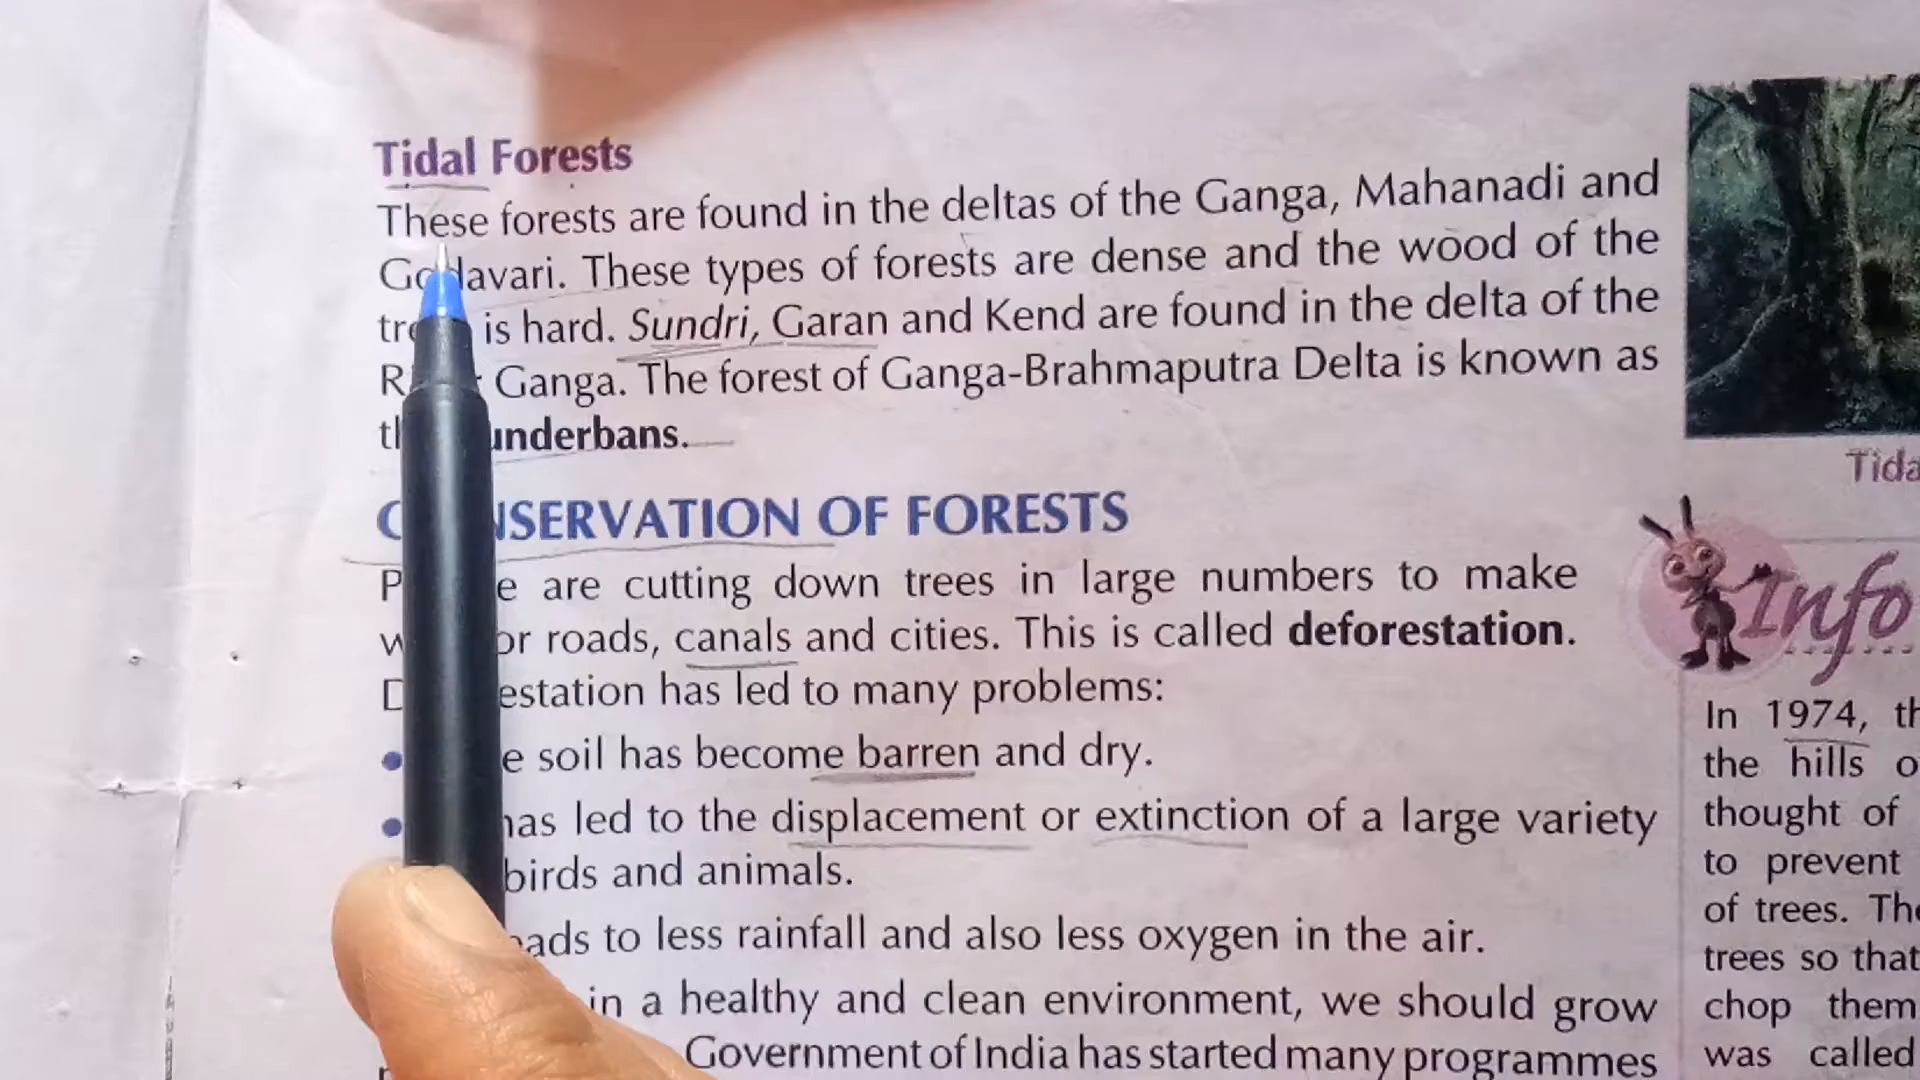 Tidal Forests
These forests are found in the deltas of the Ganga, Mahanadi and
Godavari. These types of forests are dense and the wood of the
is hard. Sundri, Garan and Kend are found in the delta of the
Ganga. The forest of Ganga-Brahmaputra Delta is known as
underbans.
CONSERVATION OF FORESTS
are cutting down trees in large numbers to make
or roads, canals and cities. This is called deforestation.
estation has led to many problems:
soil has become barren and dry.
has led to the displacement or extinction of a large variety
birds and animals.
ads to less rainfall and also less oxygen in the air.
in a healthy and clean environment, we should grow
Government of India has started many programmes
Tida
Info
In 1974, th
the hills o
thought of
to prevent
of trees. The
trees so that
chop them
was called